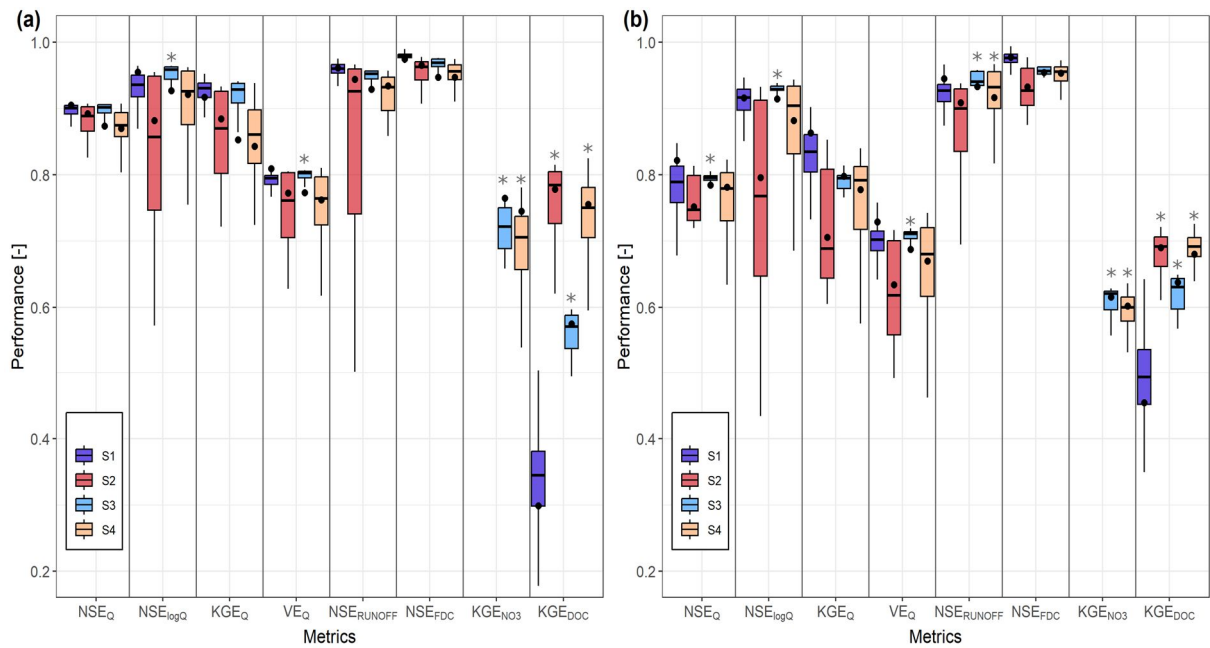 (a)
Performance [-]
1.0
0.8
0.6
0.4
0.2
*
*
* *
*
*
*
S1
S2
S3
S4
NSEQ NSElogQ KGEQ VEQ NSERUNOFF NSEFDC KGENO3 KGEDOC
Metrics
(b)
Performance [-]
1.0
0.8
0.6
0.4
0.2
*
*
*
* *
* *
*
*
*
S1
S2
S3
S4
NSEQ NSElogQ KGEQ VEQ NSERUNOFF NSEFDC KGENO3 KGEDOC
Metrics